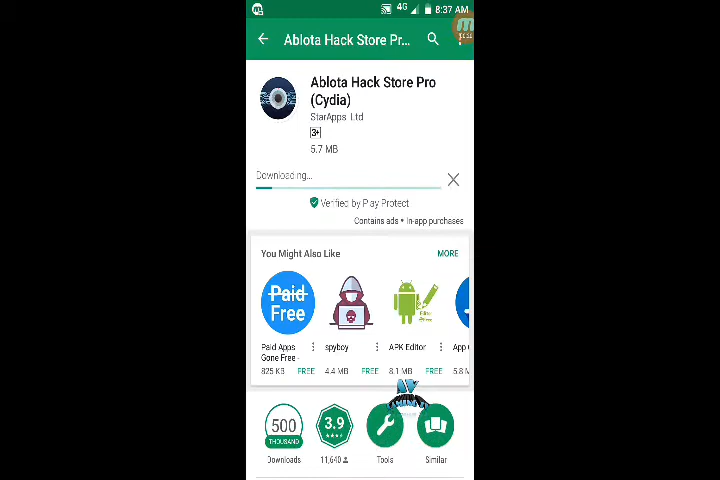 4G 8:37 AM
Ablota Hack Store Pr...
Ablota Hack Store Pro
(Cydia)
StarApps Ltd
3+
5.7 MB
Downloading...
Verified by Play Protect
Contains ads • In-app purchases
You Might Also Like MORE
Paid
Free
Paid Apps
Gone Free -
spyboy
APK Editor
App
825 KB FREE 4.4 MB FREE 8.1 MB FREE 5.8 M
500
THOUSAND
3.9
Downloads 11,640 Tools Similar